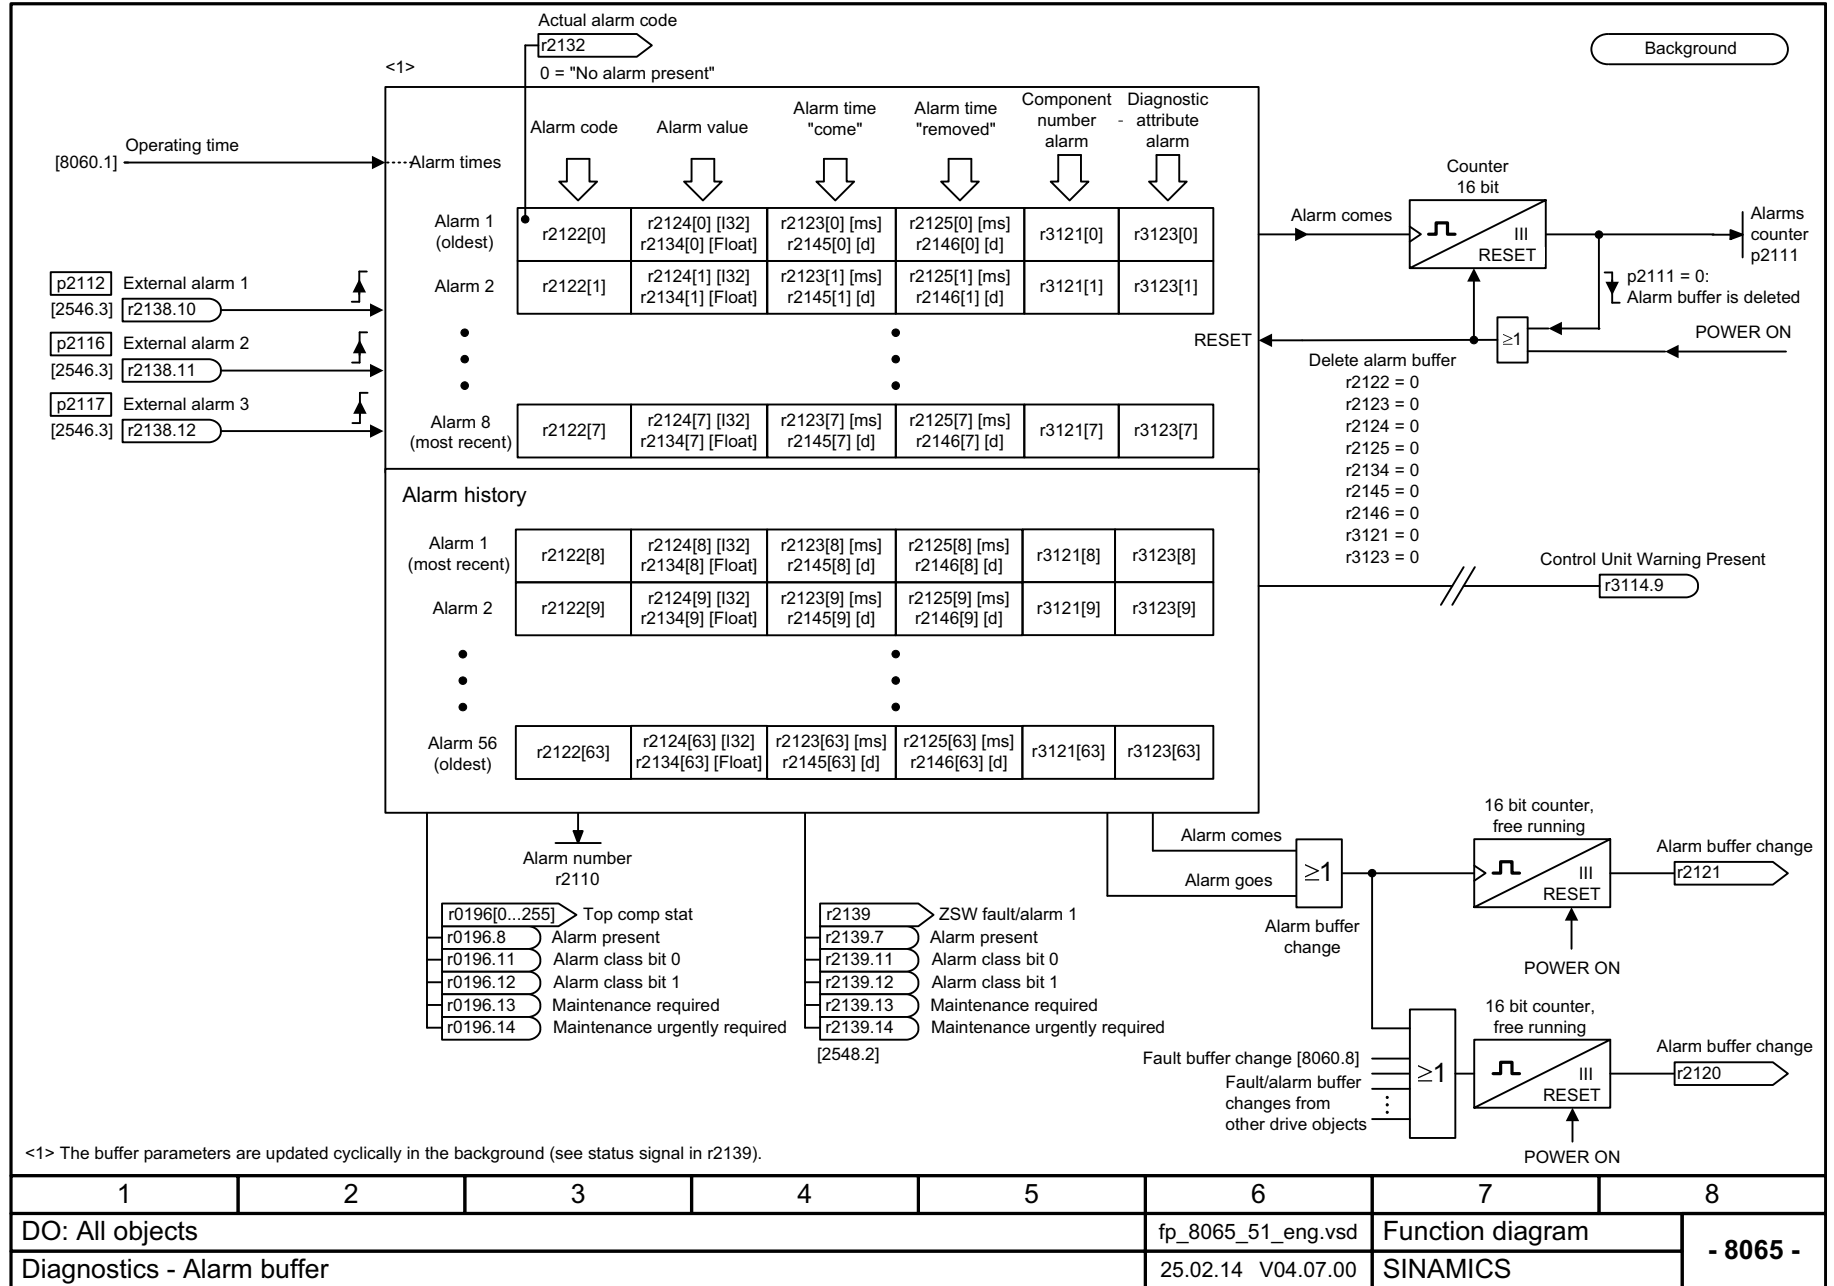 Actual alarm code
r2132
0 = "No alarm present"
Background
<1>
Operating time
[8060.1]
Alarm times
Alarm code
Alarm value
Alarm time
"come"
Alarm time
"removed"
Component
number
alarm
-
Diagnostic
attribute
alarm
Alarm 1
(oldest)
r2122[0]
r2124[0] [I32]
r2134[0] [Float]
r2123[0] [ms]
r2145[0] [d]
r2125[0] [ms]
r2146[0] [d]
r3121[0]
r3123[0]
Alarm 2
r2122[1]
r2124[1] [I32]
r2134[1] [Float]
r2123[1] [ms]
r2145[1] [d]
r2125[1] [ms]
r2146[1] [d]
r3121[1]
r3123[1]
Alarm 8
(most recent)
r2122[7]
r2124[7] [I32]
r2134[7] [Float]
r2123[7] [ms]
r2145[7] [d]
r2125[7] [ms]
r2146[7] [d]
r3121[7]
r3123[7]
p2112 External alarm 1
[2546.3] r2138.10
p2116 External alarm 2
[2546.3] r2138.11
p2117 External alarm 3
[2546.3] r2138.12
Alarm comes
Counter
16 bit
III
RESET
Alarms
counter
p2111
p2111 = 0:
Alarm buffer is deleted
POWER ON
≥1
RESET
Delete alarm buffer
r2122 = 0
r2123 = 0
r2124 = 0
r2125 = 0
r2134 = 0
r2145 = 0
r2146 = 0
r3121 = 0
r3123 = 0
Control Unit Warning Present
r3114.9
Alarm history
Alarm 1
(most recent)
r2122[8]
r2124[8] [I32]
r2134[8] [Float]
r2123[8] [ms]
r2145[8] [d]
r2125[8] [ms]
r2146[8] [d]
r3121[8]
r3123[8]
Alarm 2
r2122[9]
r2124[9] [I32]
r2134[9] [Float]
r2123[9] [ms]
r2145[9] [d]
r2125[9] [ms]
r2146[9] [d]
r3121[9]
r3123[9]
Alarm 56
(oldest)
r2122[63]
r2124[63] [I32]
r2134[63] [Float]
r2123[63] [ms]
r2145[63] [d]
r2125[63] [ms]
r2146[63] [d]
r3121[63]
r3123[63]
Alarm number
r2110
r0196[0...255] Top comp stat
r0196.8 Alarm present
r0196.11 Alarm class bit 0
r0196.12 Alarm class bit 1
r0196.13 Maintenance required
r0196.14 Maintenance urgently required
r2139 ZSW fault/alarm 1
r2139.7 Alarm present
r2139.11 Alarm class bit 0
r2139.12 Alarm class bit 1
r2139.13 Maintenance required
r2139.14 Maintenance urgently required
[2548.2]
Alarm comes
Alarm goes
≥1
Alarm buffer
change
16 bit counter,
free running
III
RESET
POWER ON
Alarm buffer change
r2121
Fault buffer change [8060.8]
Fault/alarm buffer
changes from
other drive objects
≥1
16 bit counter,
free running
III
RESET
POWER ON
Alarm buffer change
r2120
<1> The buffer parameters are updated cyclically in the background (see status signal in r2139).
1 2 3 4 5 6 7 8
DO: All objects
fp_8065_51_eng.vsd
Function diagram
- 8065 -
Diagnostics - Alarm buffer
25.02.14 V04.07.00
SINAMICS